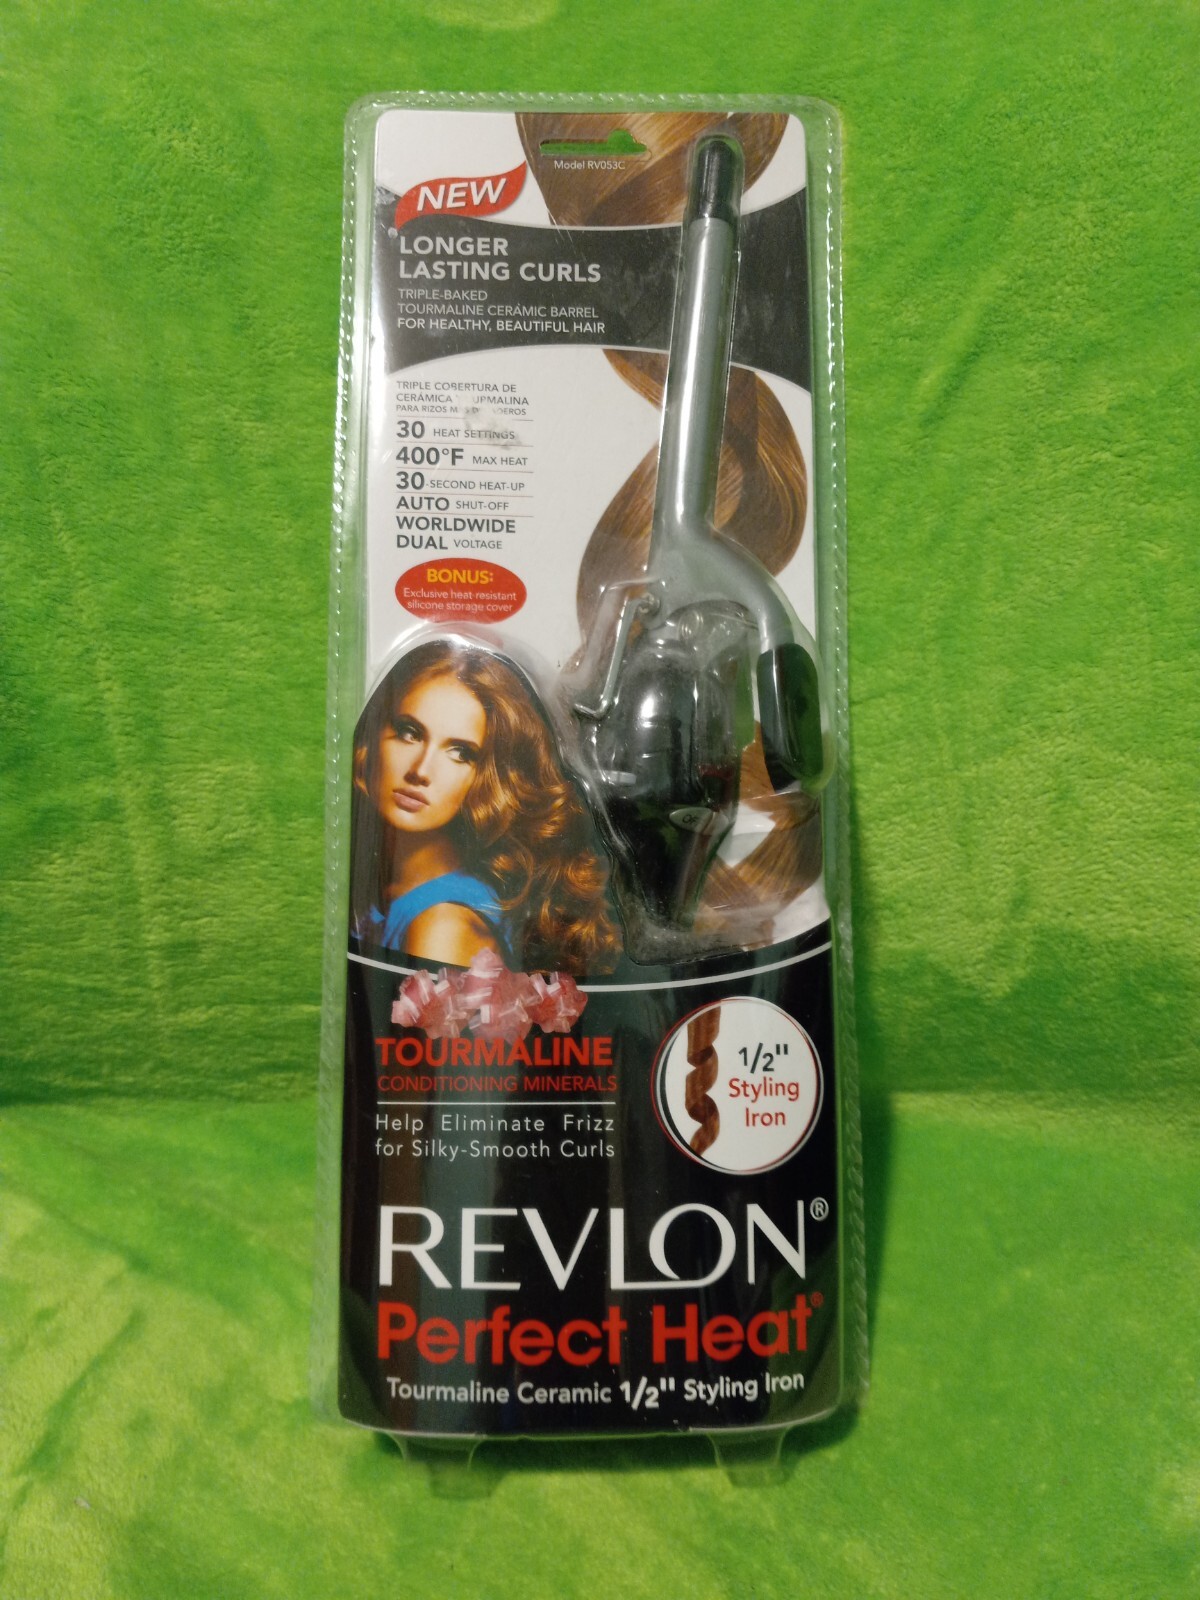 Model RV053C
NEW
LONGER
LASTING CURLS
TRIPLE-BAKED
TOURMALINE CERAMIC BARREL
FOR HEALTHY, BEAUTIFUL HAIR
TRIPLE COBERTURA DE
CERÁMICA
PARA RIZOS
30 HEAT SETTINGS
400°F MAX HEAT
30-SECOND HEAT-UP
AUTO SHUT-OFF
WORLDWIDE
DUAL VOLTAGE
BONUS:
Exclusive heat-resistant
silicone storage cover
TOURMALINE
CONDITIONING MINERALS
Help Eliminate Frizz
for Silky-Smooth Curls
1/2"
Styling
Iron
REVLON®
Perfect Heat®
Tourmaline Ceramic 1/2" Styling Iron